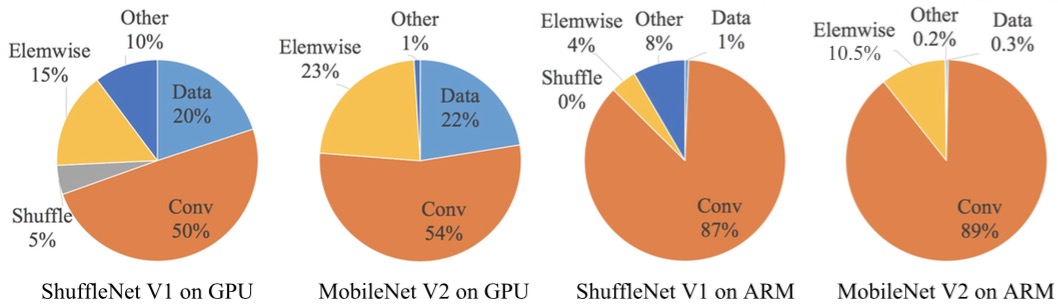 Other
10%
Elemwise
15%
Data
20%
Shuffle
5%
Conv
50%
ShuffleNet V1 on GPU
Other
1%
Elemwise
23%
Data
22%
Conv
54%
MobileNet V2 on GPU
Elemwise
4%
Other
8%
Data
1%
Shuffle
0%
Conv
87%
ShuffleNet V1 on ARM
Other
0.2%
Data
0.3%
Elemwise
10.5%
Conv
89%
MobileNet V2 on ARM